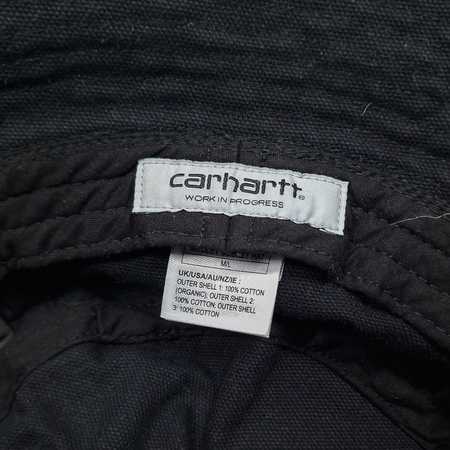 carhartt®
WORK IN PROGRESS
HAT
M/L
UK/USA/AU/NZ/IE :
OUTER SHELL 1: 100% COTTON
(ORGANIC); OUTER SHELL 2:
100% COTTON; OUTER SHELL
3: 100% COTTON